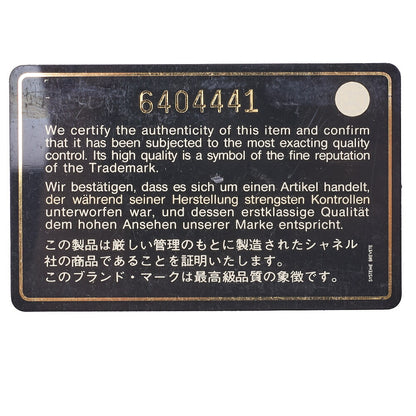 6404441
We certify the authenticity of this item and confirm
that it has been subjected to the most exacting quality
control. Its high quality is a symbol of the fine reputation
of the Trademark.
Wir bestätigen, dass es sich um einen Artikel handelt,
der während seiner Herstellung strengsten Kontrollen
unterworfen war, und dessen erstklassige Qualität
dem hohen Ansehen unserer Marke entspricht.
この製品は厳しい管理のもとに製造されたシャネル
社の商品であることを証明いたします。
このブランド・マークは最高級品質の象徴です。
SYSTEME BREVETE